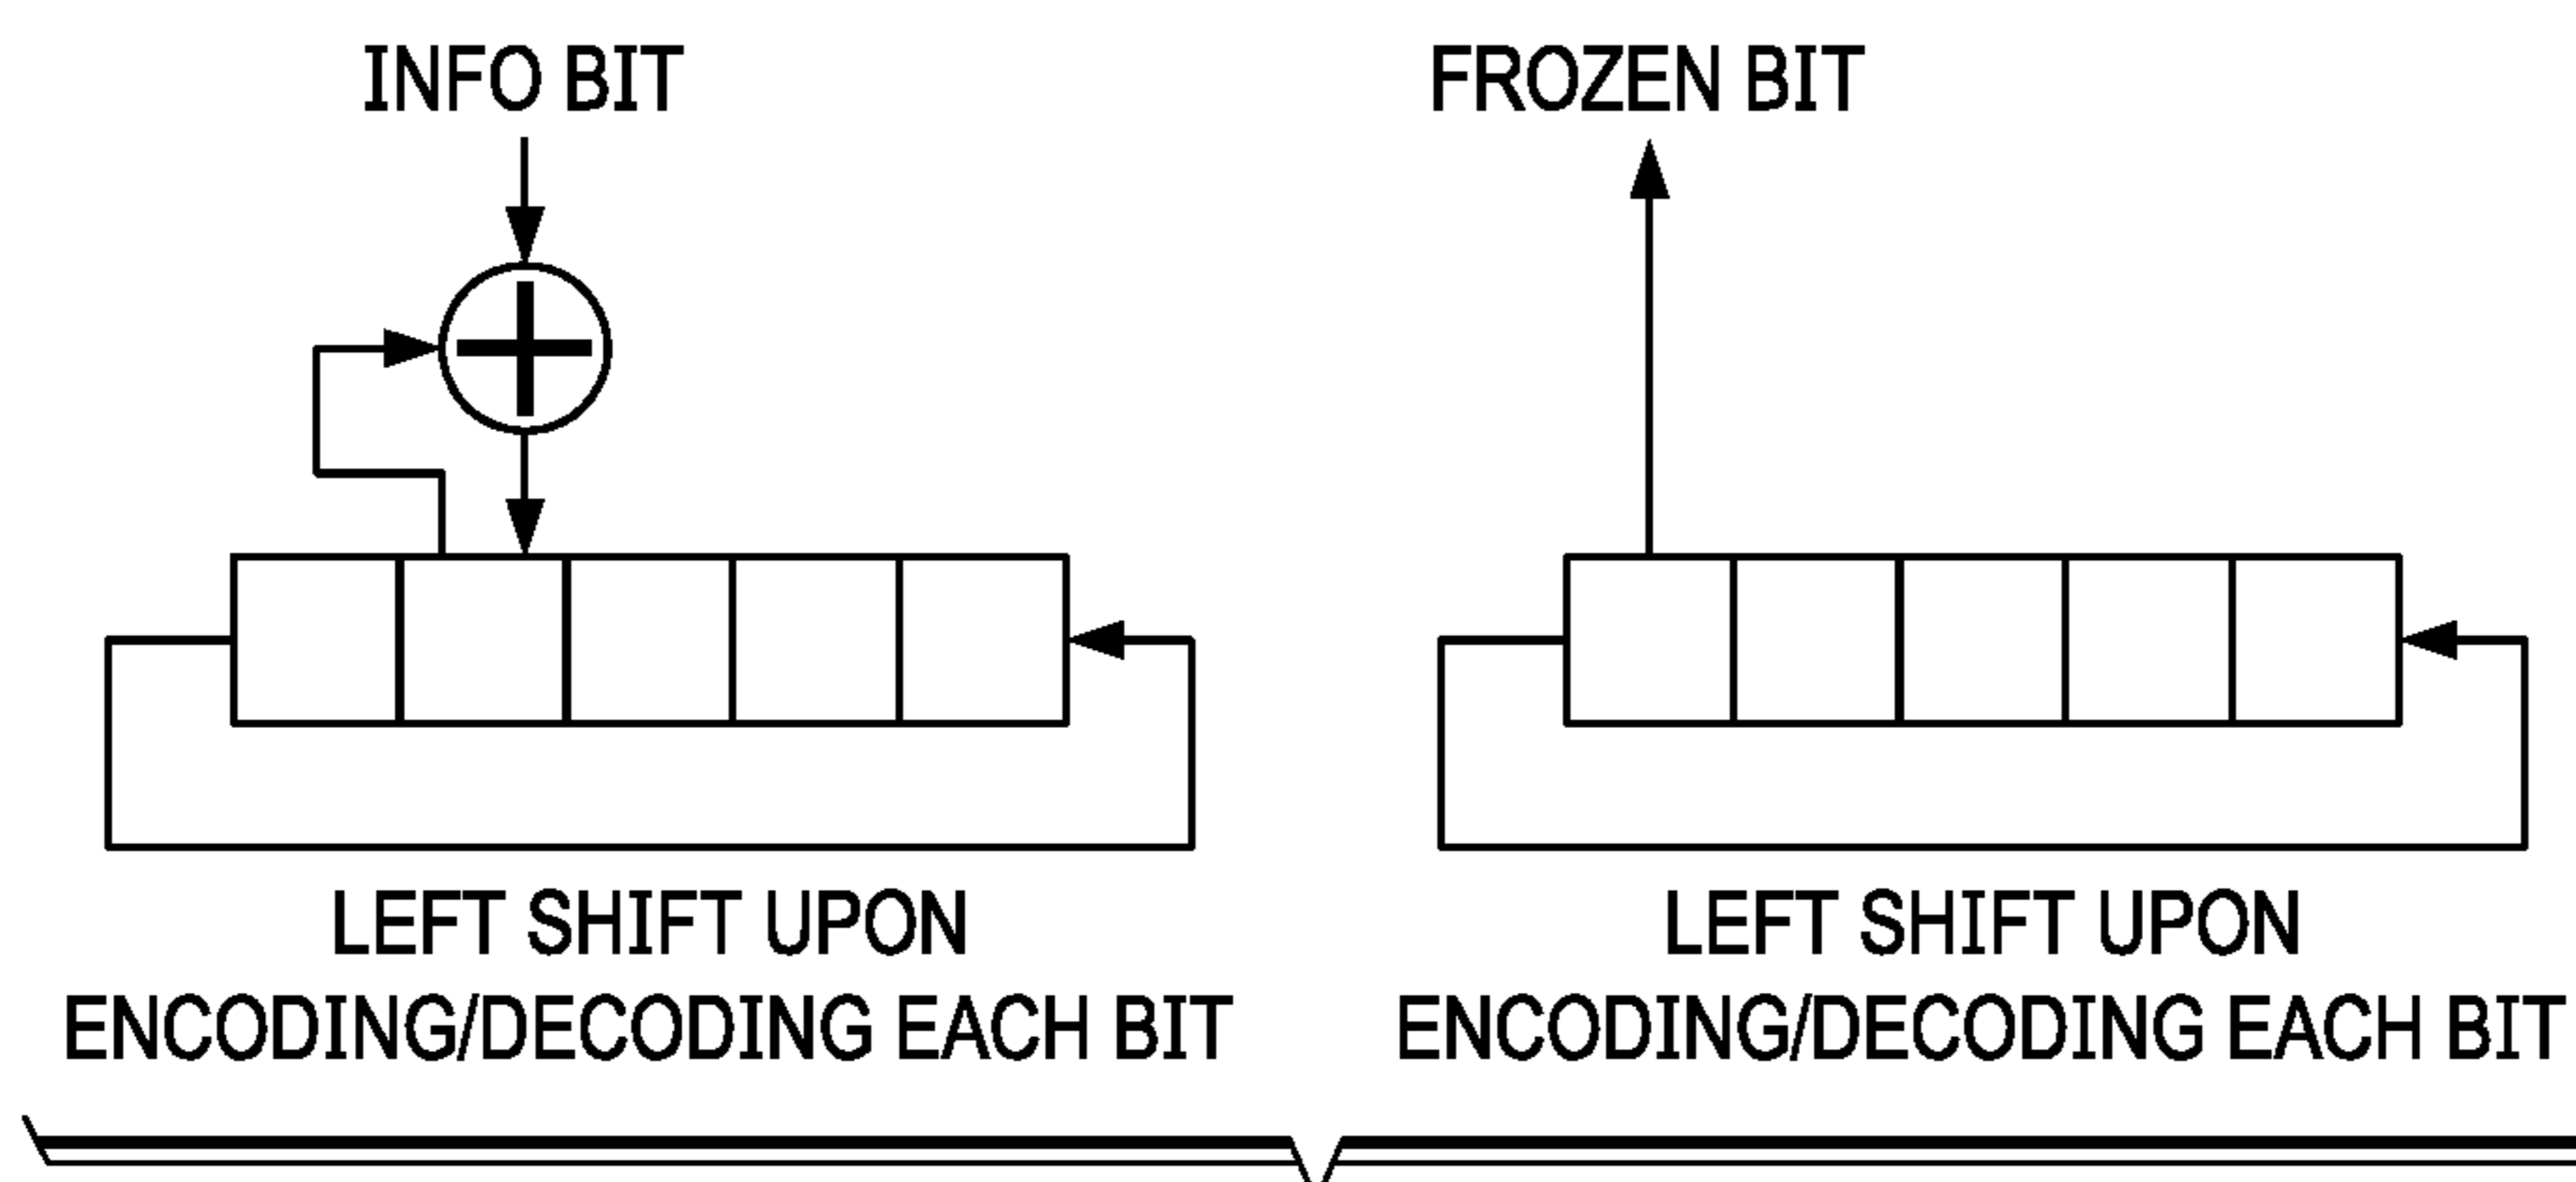 INFO BIT
FROZEN BIT
LEFT SHIFT UPON
ENCODING/DECODING EACH BIT
LEFT SHIFT UPON
ENCODING/DECODING EACH BIT